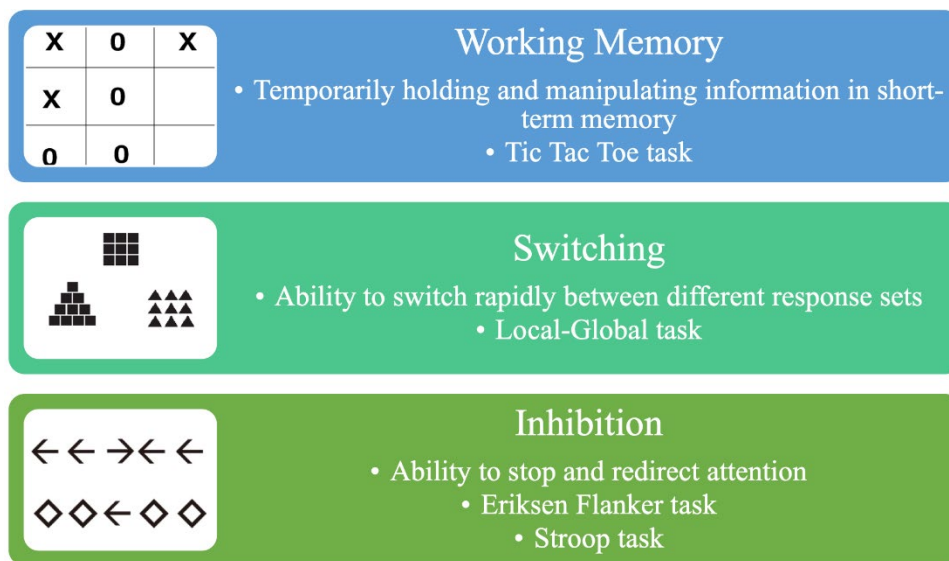 X 0 X
X 0
0 0
Working Memory
• Temporarily holding and manipulating information in short-
term memory
• Tic Tac Toe task
Switching
• Ability to switch rapidly between different response sets
• Local-Global task
Inhibition
• Ability to stop and redirect attention
• Eriksen Flanker task
• Stroop task